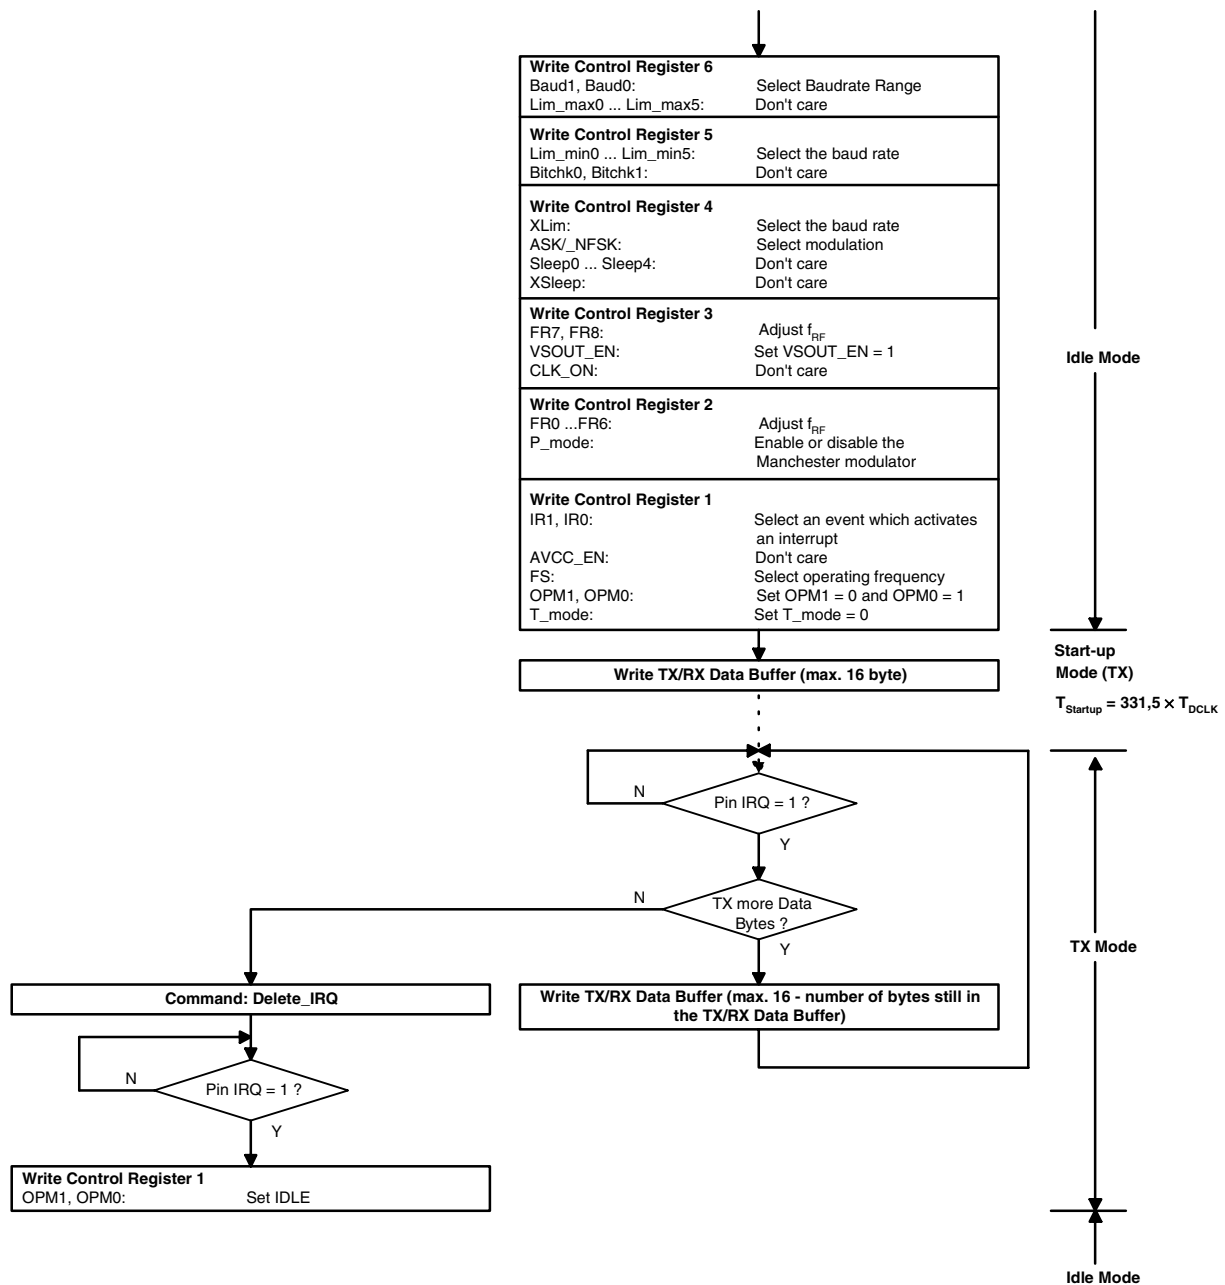 Write Control Register 6
Baud1, Baud0: Select Baudrate Range
Lim_max0 ... Lim_max5: Don't care
Write Control Register 5
Lim_min0 ... Lim_min5: Select the baud rate
Bitchk0, Bitchk1: Don't care
Write Control Register 4
XLim: Select the baud rate
ASK/_NFSK: Select modulation
Sleep0 ... Sleep4: Don't care
XSleep: Don't care
Write Control Register 3
FR7, FR8: Adjust fRF
VSOUT_EN: Set VSOUT_EN = 1
CLK_ON: Don't care
Idle Mode
Write Control Register 2
FR0 ...FR6: Adjust fRF
P_mode: Enable or disable the
Manchester modulator
Write Control Register 1
IR1, IR0: Select an event which activates
an interrupt
AVCC_EN: Don't care
FS: Select operating frequency
OPM1, OPM0: Set OPM1 = 0 and OPM0 = 1
T_mode: Set T_mode = 0
Start-up
Mode (TX)
TStartup = 331,5 × TDCLK
Write TX/RX Data Buffer (max. 16 byte)
N
Pin IRQ = 1 ?
Y
N
TX more Data
Bytes ?
Y
TX Mode
Command: Delete_IRQ
Write TX/RX Data Buffer (max. 16 - number of bytes still in
the TX/RX Data Buffer)
N
Pin IRQ = 1 ?
Y
Write Control Register 1
OPM1, OPM0: Set IDLE
Idle Mode